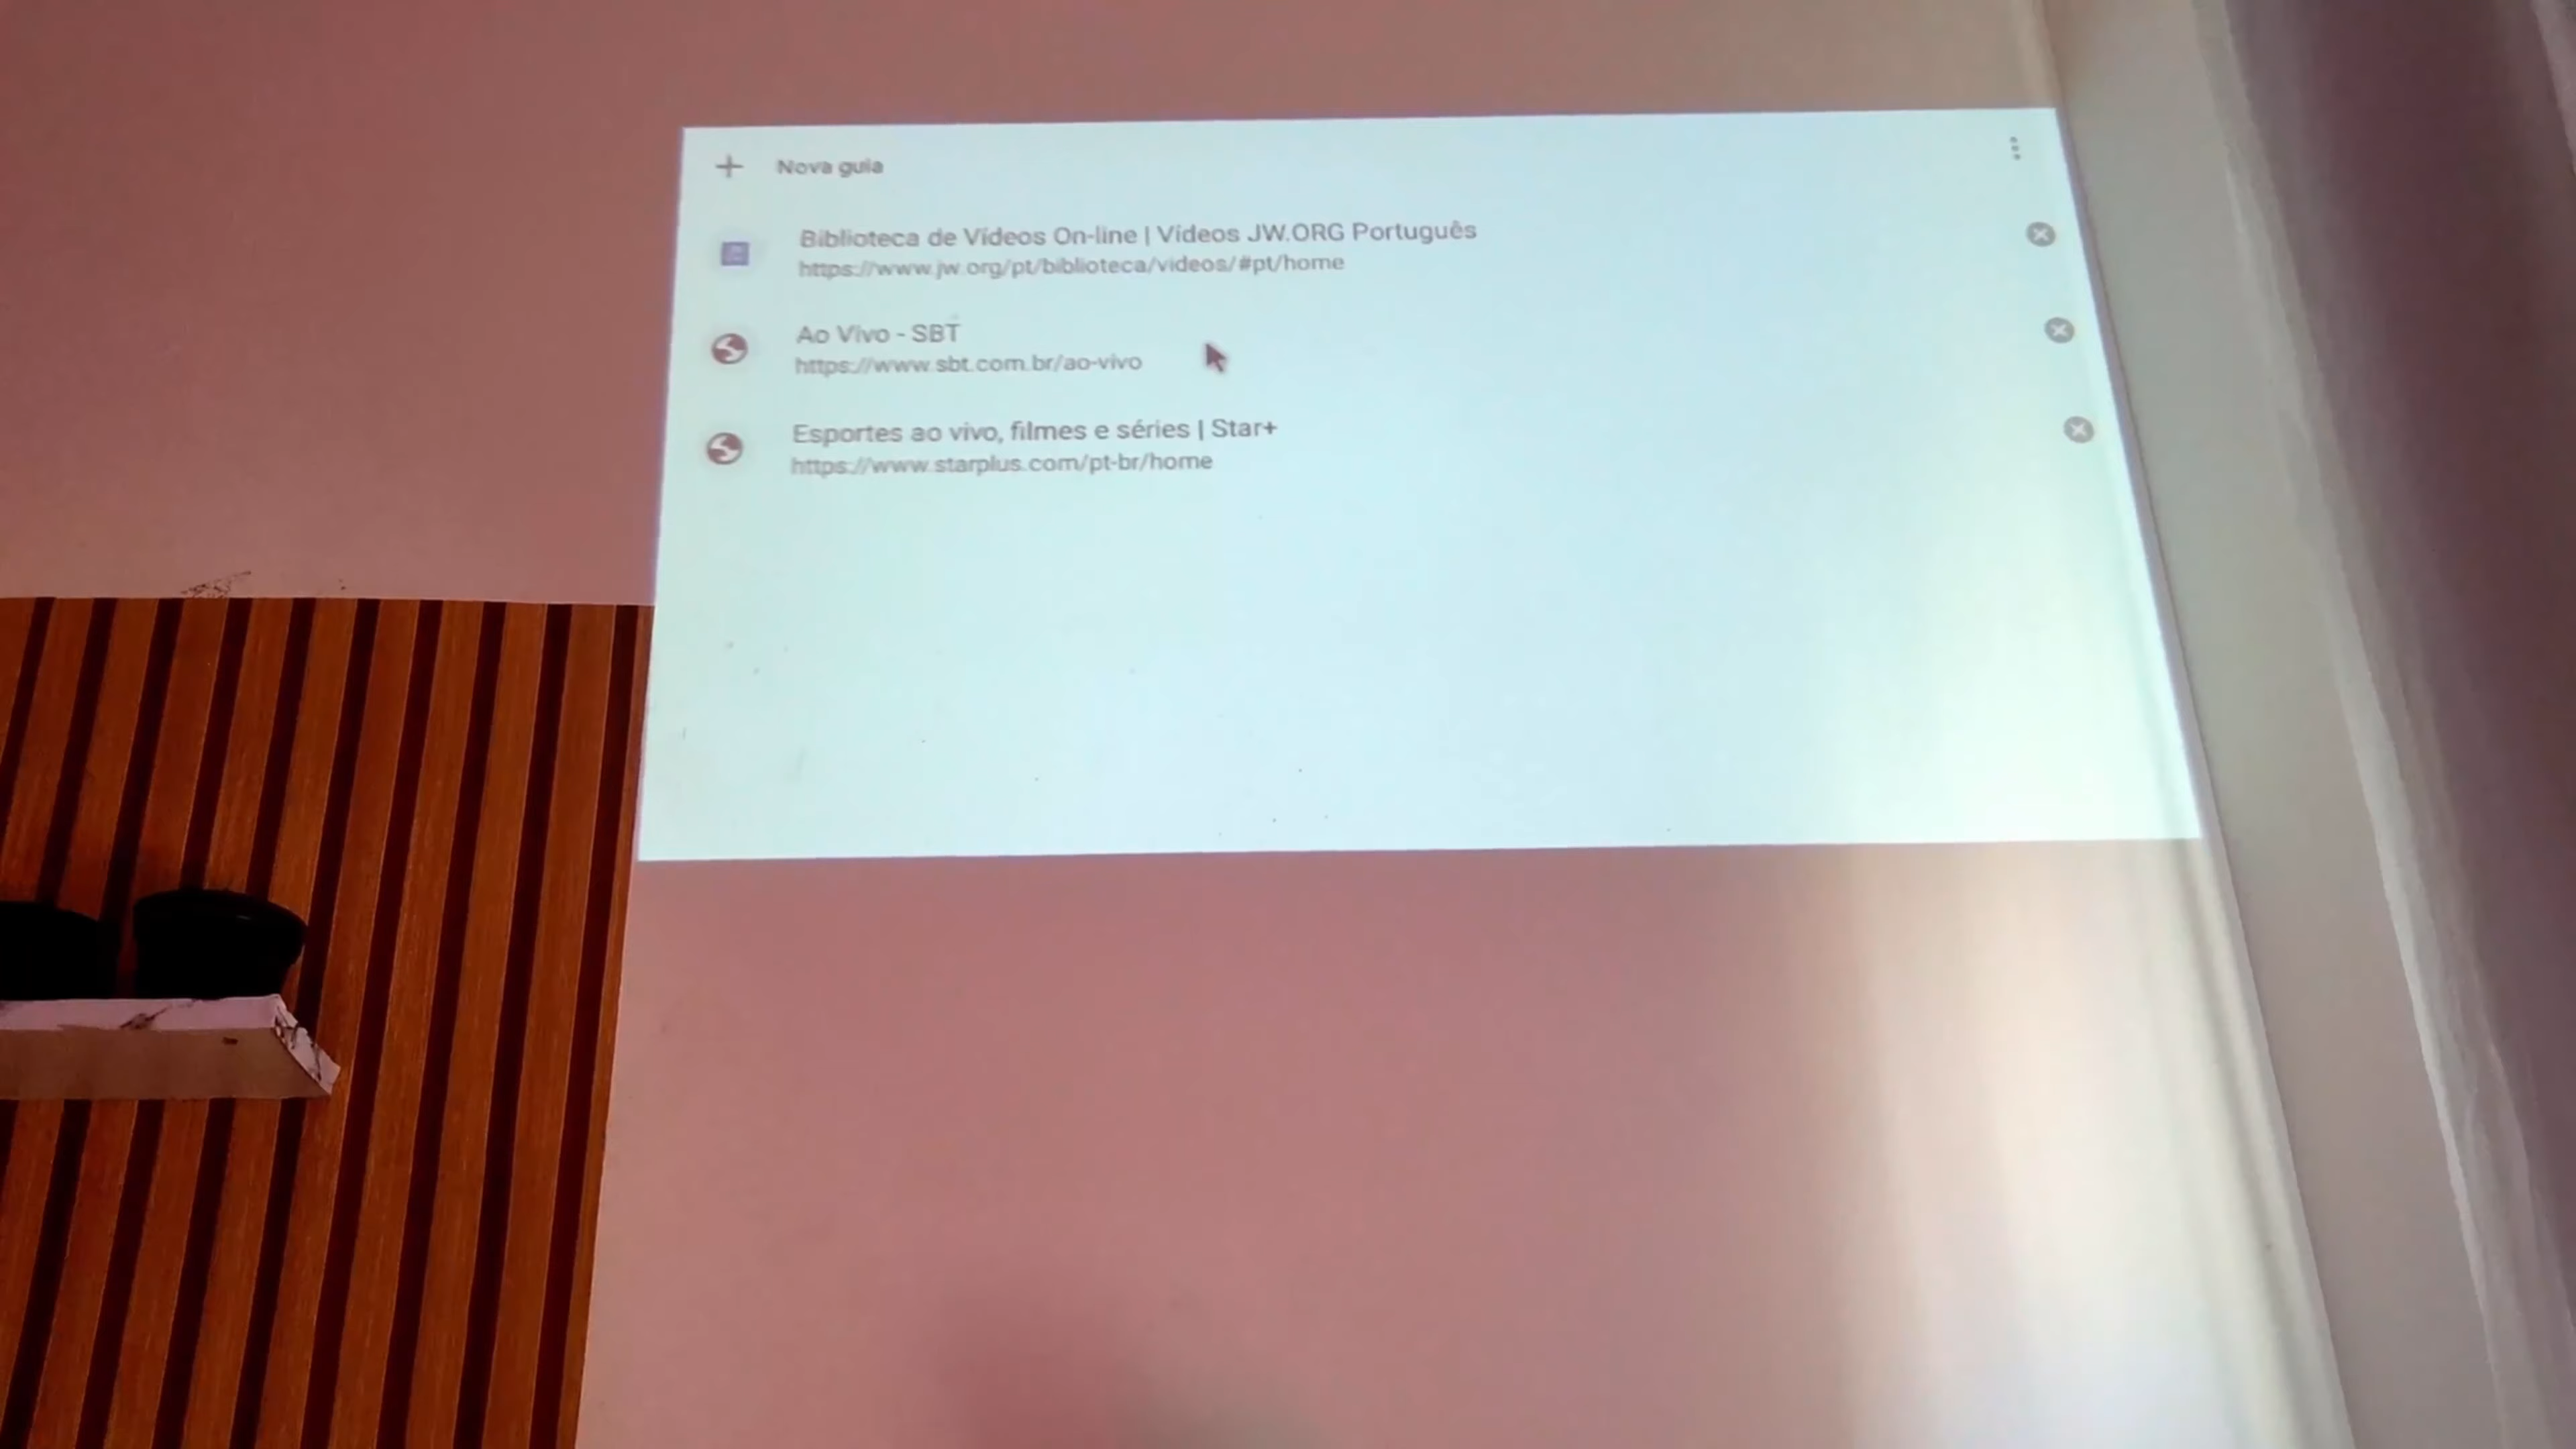 Nova guia
Biblioteca de Vídeos On-line | Vídeos JW.ORG Português
https://www.jw.org/pt/biblioteca/videos/#pt/home
Ao Vivo - SBT
https://www.sbt.com.br/ao-vivo
Esportes ao vivo, filmes e séries | Star+
https://www.starplus.com/pt-br/home